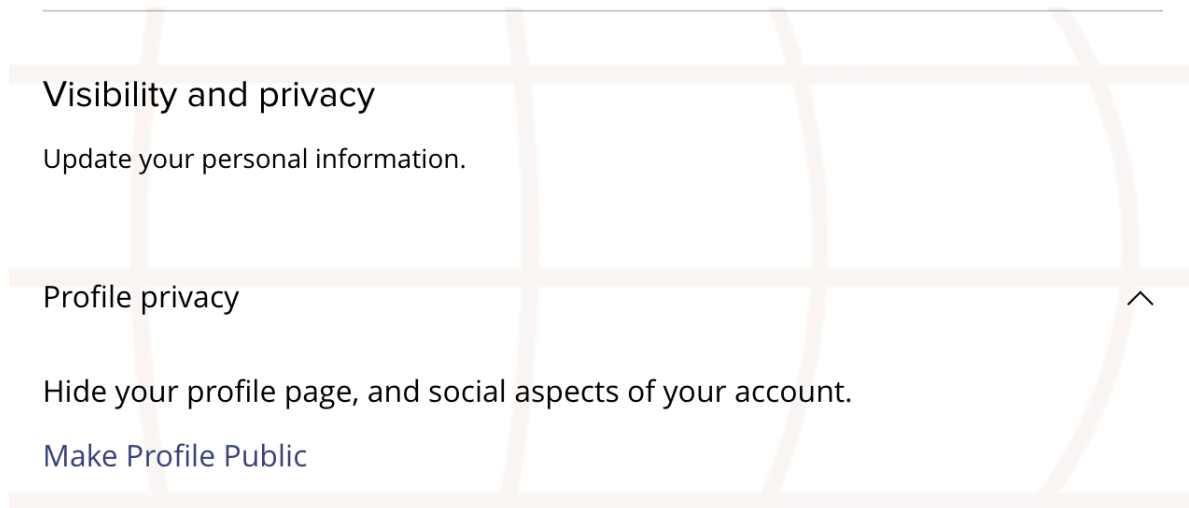 Visibility and privacy
Update your personal information.
Profile privacy
Hide your profile page, and social aspects of your account.
Make Profile Public